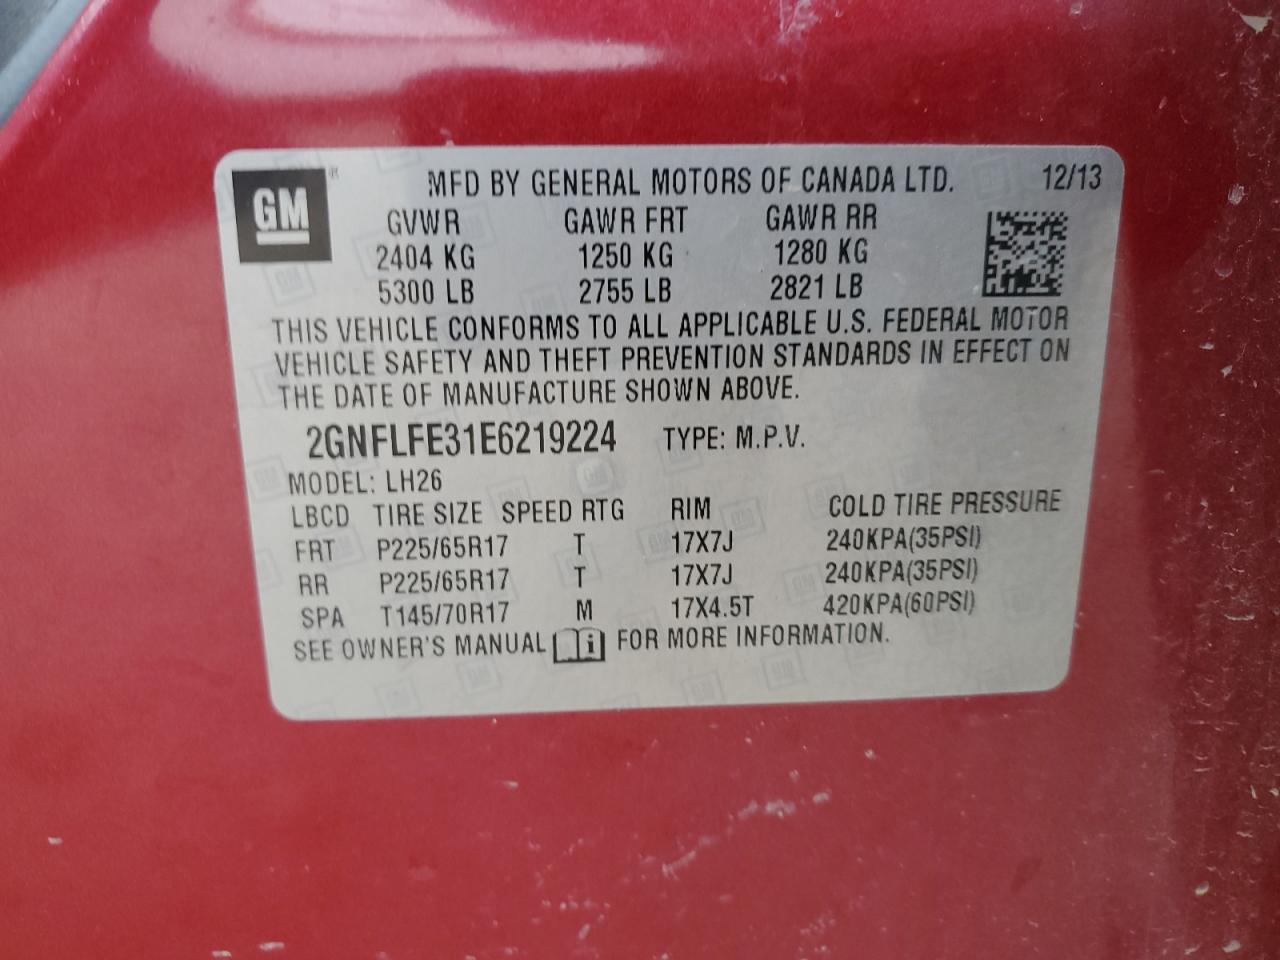 GM ® MFD BY GENERAL MOTORS OF CANADA LTD. 12/13
GVWR GAWR FRT GAWR RR
2404 KG 1250 KG 1280 KG
5300 LB 2755 LB 2821 LB
THIS VEHICLE CONFORMS TO ALL APPLICABLE U.S. FEDERAL MOTOR
VEHICLE SAFETY AND THEFT PREVENTION STANDARDS IN EFFECT ON
THE DATE OF MANUFACTURE SHOWN ABOVE.
2GNFLFE31E6219224 TYPE: M.P.V.
MODEL: LH26
LBCD TIRE SIZE SPEED RTG RIM COLD TIRE PRESSURE
FRT P225/65R17 T 17X7J 240KPA(35PSI)
RR P225/65R17 T 17X7J 240KPA(35PSI)
SPA T145/70R17 M 17X4.5T 420KPA(60PSI)
SEE OWNER'S MANUAL i FOR MORE INFORMATION.